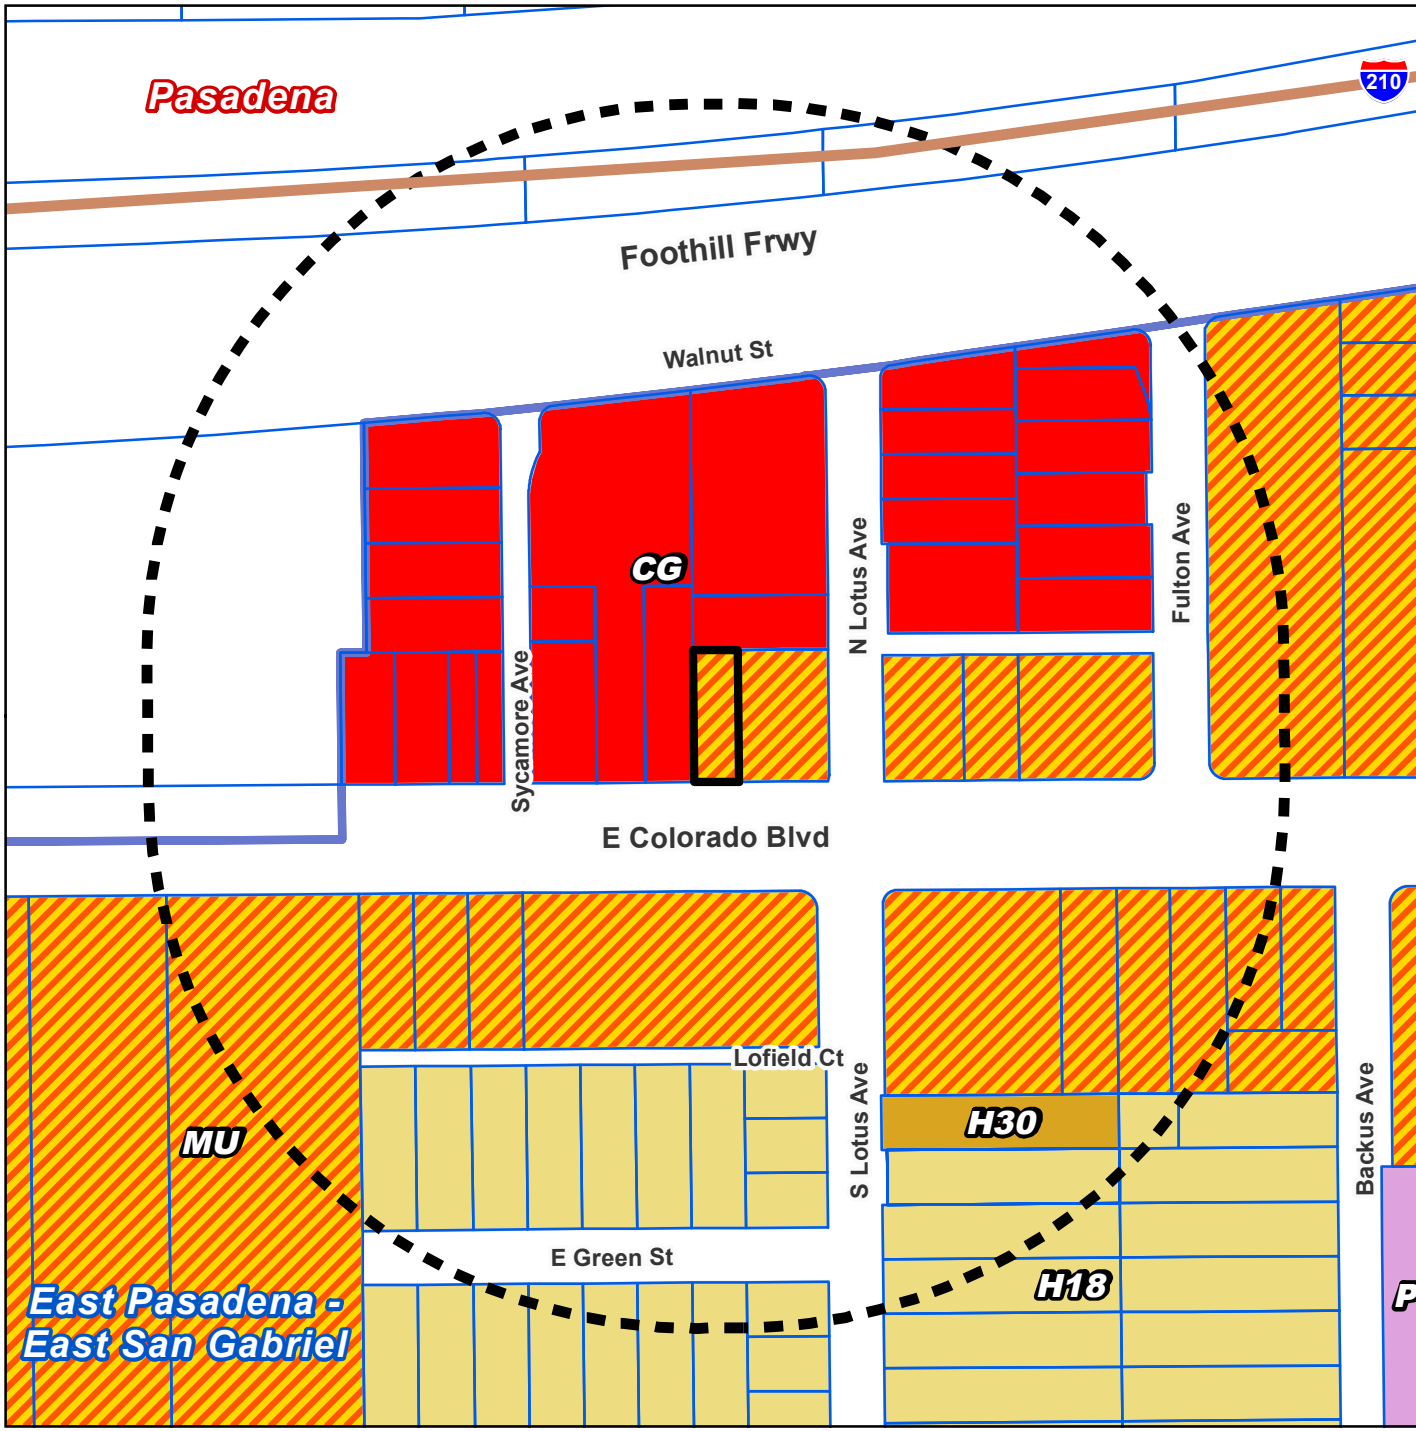 Pasadena
210
Foothill Frwy
Walnut St
CG
N Lotus Ave
Fulton Ave
Sycamore Ave
E Colorado Blvd
Lofield Ct
S Lotus Ave
Backus Ave
H30
MU
E Green St
H18
P
East Pasadena -
East San Gabriel